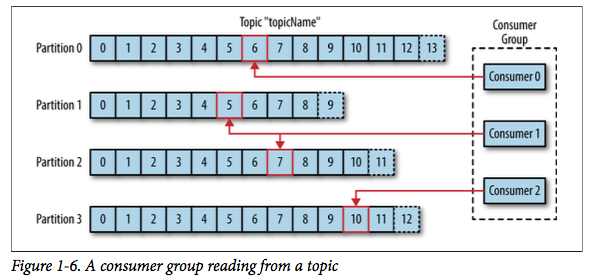 Topic "topicName"
Consumer
Group
Partition 0 0 1 2 3 4 5 6 7 8 9 10 11 12 13
Consumer 0
Partition 1 0 1 2 3 4 5 6 7 8 9
Consumer 1
Partition 2 0 1 2 3 4 5 6 7 8 9 10 11
Consumer 2
Partition 3 0 1 2 3 4 5 6 7 8 9 10 11 12
Figure 1-6. A consumer group reading from a topic